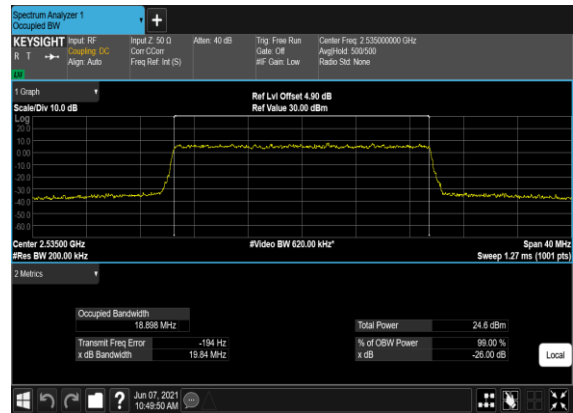 Spectrum Analyzer 1
Occupied BW
+
KEYSIGHT Input: RF Input Z: 50 Ω Atten: 40 dB Trig: Free Run Center Freq: 2.535000000 GHz
R T Coupling: DC Corr CCorr Gate: Off Avg|Hold: 500/500
Align: Auto Freq Ref: Int (S) #IF Gain: Low Radio Std: None
1 Graph
Ref Lvl Offset 4.90 dB
Scale/Div 10.0 dB Ref Value 30.00 dBm
Log
20.0
10.0
0.00
-10.0
-20.0
-30.0
-40.0
-50.0
-60.0
Center 2.53500 GHz #Video BW 620.00 kHz* Span 40 MHz
#Res BW 200.00 kHz Sweep 1.27 ms (1001 pts)
2 Metrics
Occupied Bandwidth
18.898 MHz Total Power 24.6 dBm
Transmit Freq Error -194 Hz % of OBW Power 99.00 %
x dB Bandwidth 19.84 MHz x dB -26.00 dB
Local
? Jun 07, 2021
10:49:50 AM